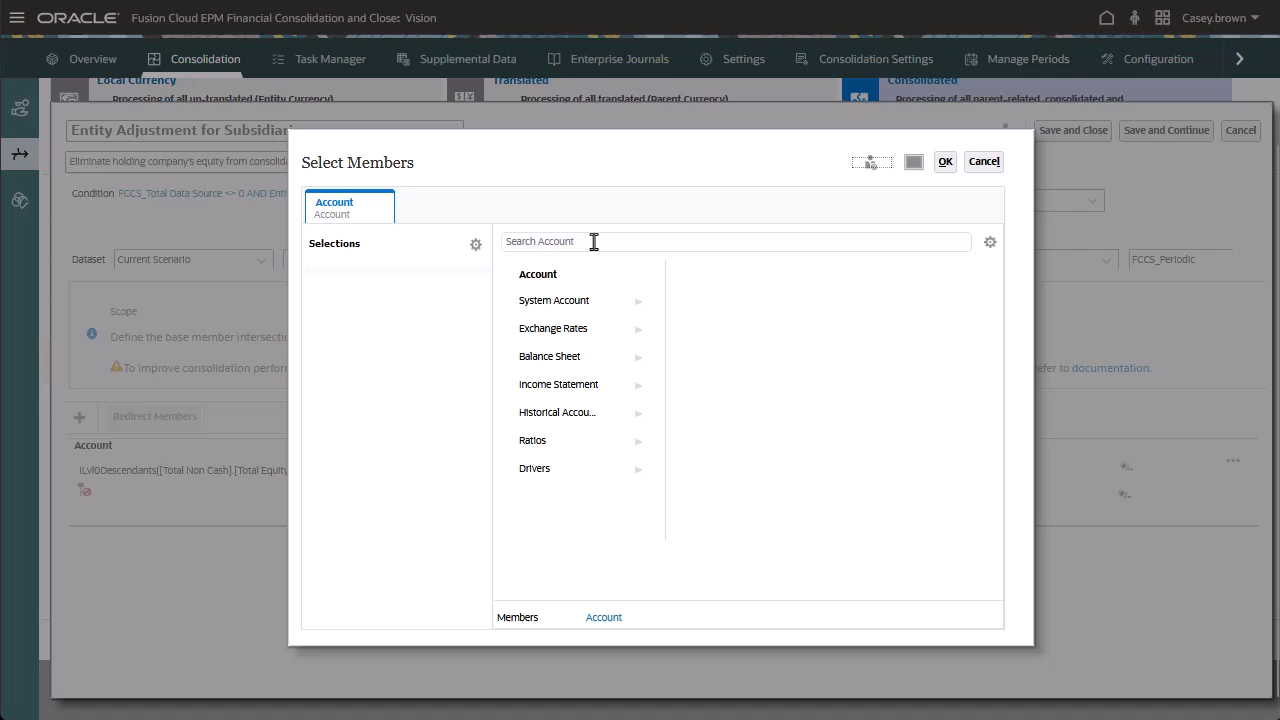 ORACLE Fusion Cloud EPM Financial Consolidation and Close: Vision Casey.brown
Overview Consolidation Task Manager Supplemental Data Enterprise Journals Settings Consolidation Settings Manage Periods Configuration
Local Currency Translated Consolidated
Processing of all un-translated (Entity Currency) Processing of all translated (Parent Currency) Processing of all parent-related, consolidated and
Entity Adjustment for Subsidiari Save and Close Save and Continue Cancel
Eliminate holding company's equity from consolida
Condition FCCS_Total Data Source <> 0 AND Enti
Dataset Current Scenario FCCS_Periodic
Scope
Define the base member intersecti
To improve consolidation perfor efer to documentation.
Redirect Members
Account
ILvl0Descendants([Total Non Cash].[Total Equity
Select Members OK Cancel
Account
Account
Selections
Search Account
Account
System Account
Exchange Rates
Balance Sheet
Income Statement
Historical Accou...
Ratios
Drivers
Members Account